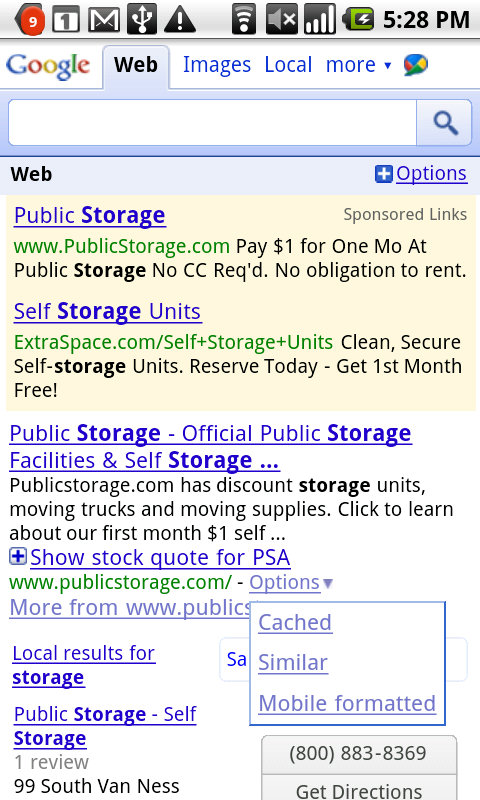 9 1 5:28 PM
Google Web Images Local more
Web Options
Public Storage Sponsored Links
www.PublicStorage.com Pay $1 for One Mo At
Public Storage No CC Req'd. No obligation to rent.
Self Storage Units
ExtraSpace.com/Self+Storage+Units Clean, Secure
Self-storage Units. Reserve Today - Get 1st Month
Free!
Public Storage - Official Public Storage
Facilities & Self Storage ...
Publicstorage.com has discount storage units,
moving trucks and moving supplies. Click to learn
about our first month $1 self ...
Show stock quote for PSA
www.publicstorage.com/ - Options
More from www.publics
Cached
Similar
Mobile formatted
Local results for
storage
Sa
Public Storage - Self
Storage
1 review
99 South Van Ness
(800) 883-8369
Get Directions